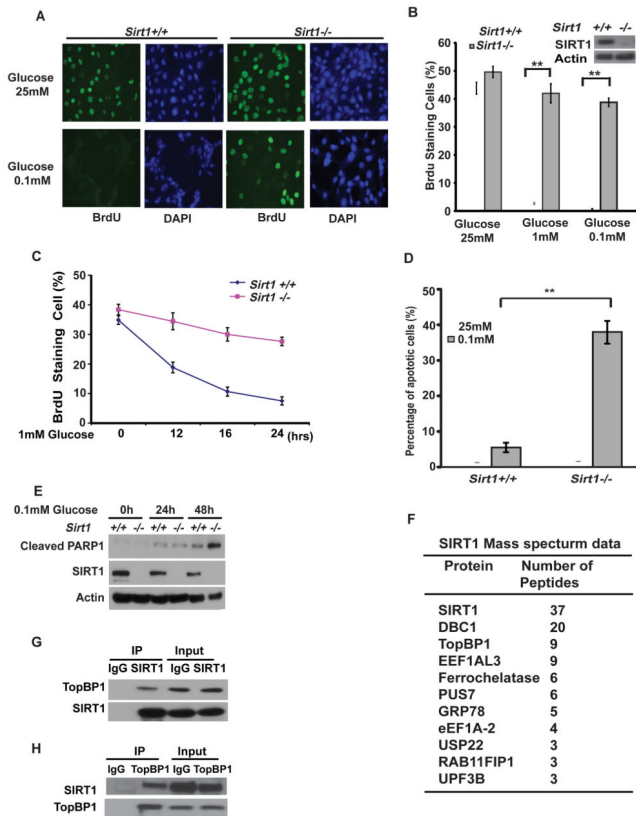 A
Sirt1+/+ Sirt1-/-
Glucose
25mM
Glucose
0.1mM
BrdU DAPI BrdU DAPI
B
Sirt1+/+
Sirt1-/-
Sirt1 +/+ -/-
SIRT1
Actin
Brdu Staining Cells (%)
60
50
40
30
20
10
0
**
**
Glucose Glucose Glucose
25mM 1mM 0.1mM
C
BrdU Staining Cell (%)
Sirt1 +/+
Sirt1 -/-
50
40
30
20
10
0
1mM Glucose 0 12 16 24 (hrs)
D
Percentage of apototic cells (%)
**
25mM
0.1mM
40
30
20
10
0
Sirt1+/+ Sirt1-/-
E
0.1mM Glucose 0h 24h 48h
Sirt1 +/+ -/- +/+ -/- +/+ -/-
Cleaved PARP1
SIRT1
Actin
F
SIRT1 Mass specturm data
Protein Number of
Peptides
SIRT1 37
DBC1 20
TopBP1 9
EEF1AL3 9
Ferrochelatase 6
PUS7 6
GRP78 5
eEF1A-2 4
USP22 3
RAB11FIP1 3
UPF3B 3
G
IP Input
IgG SIRT1 IgG SIRT1
TopBP1
SIRT1
H
IP Input
IgG TopBP1 IgG TopBP1
SIRT1
TopBP1